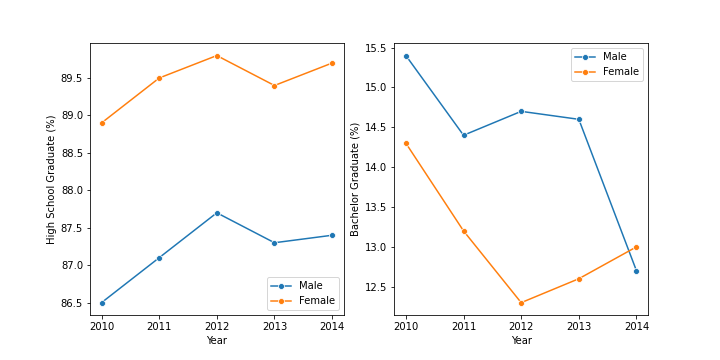 High School Graduate (%)
89.5
89.0
88.5
88.0
87.5
87.0
86.5
2010 2011 2012 2013 2014
Year
Male
Female
Bachelor Graduate (%)
15.5
15.0
14.5
14.0
13.5
13.0
12.5
2010 2011 2012 2013 2014
Year
Male
Female